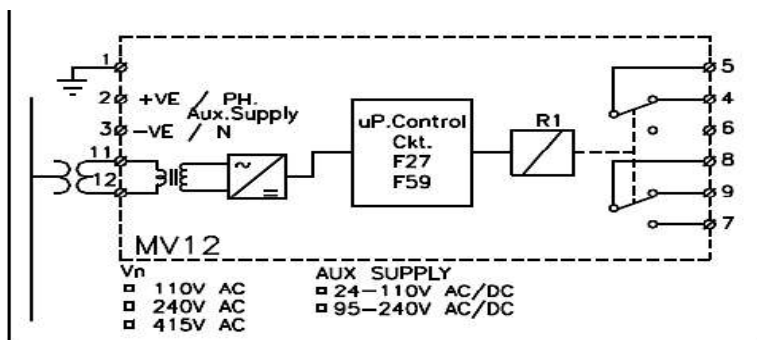 1
2 +VE / PH.
Aux.Supply
3 -VE / N
11
12
~
=
uP.Control
Ckt.
F27
F59
R1
5
4
6
8
9
7
MV12
Vn
110V AC
240V AC
415V AC
AUX SUPPLY
24-110V AC/DC
95-240V AC/DC